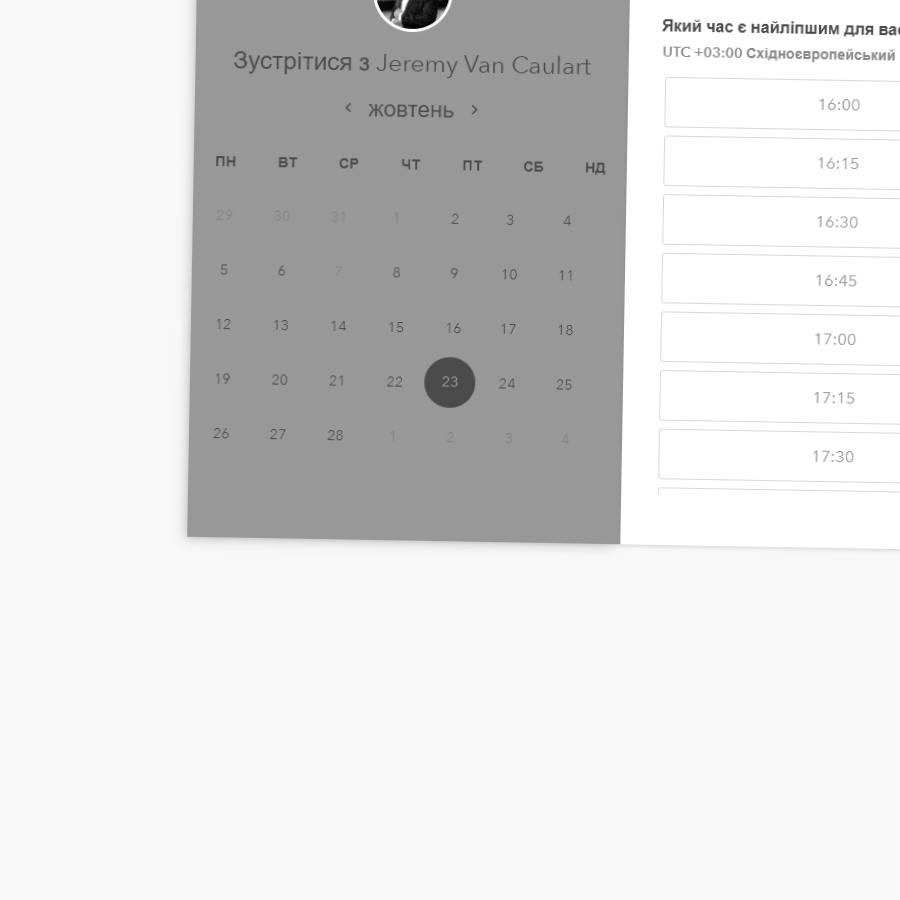 Зустрітися з Jeremy Van Caulart
жовтень
ПН ВТ СР ЧТ ПТ СБ НД
29 30 31 1 2 3 4
5 6 7 8 9 10 11
12 13 14 15 16 17 18
19 20 21 22 23 24 25
26 27 28 1 2 3 4
Який час є найліпшим для вас
UTC +03:00 Східноєвропейський
16:00
16:15
16:30
16:45
17:00
17:15
17:30